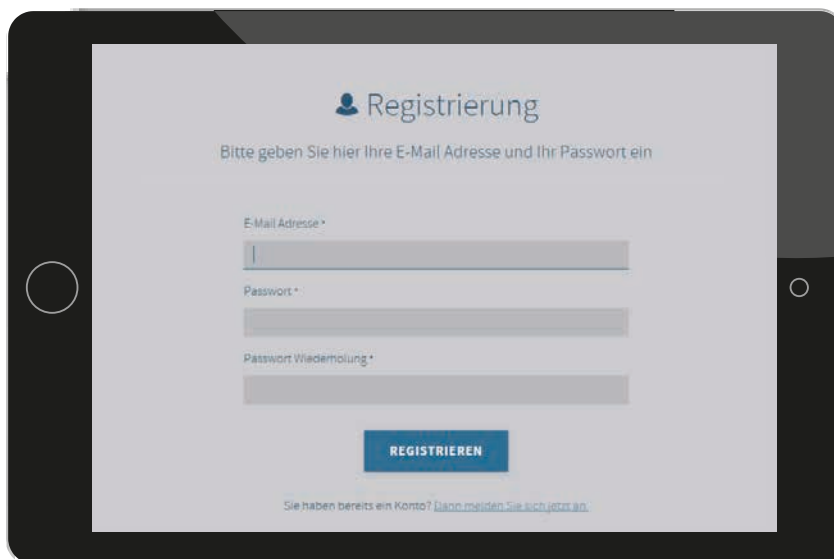 Registrierung
Bitte geben Sie hier Ihre E-Mail Adresse und Ihr Passwort ein
E-Mail Adresse *
Passwort *
Passwort Wiederholung *
REGISTRIEREN
Sie haben bereits ein Konto? Dann melden Sie sich jetzt an.